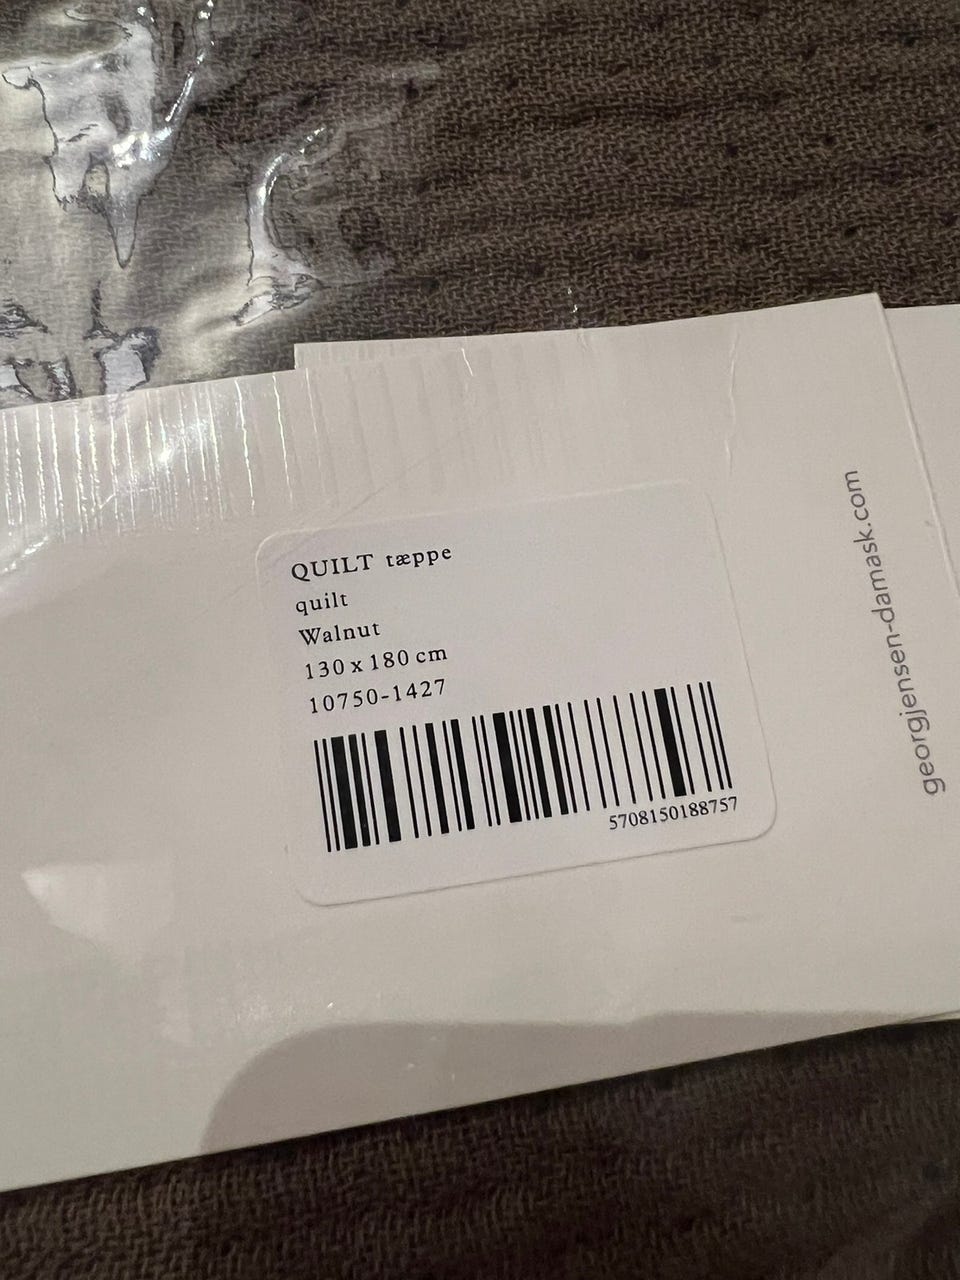 QUILT tæppe
quilt
Walnut
130 x 180 cm
10750-1427
5708150188757
georgjensen-damask.com